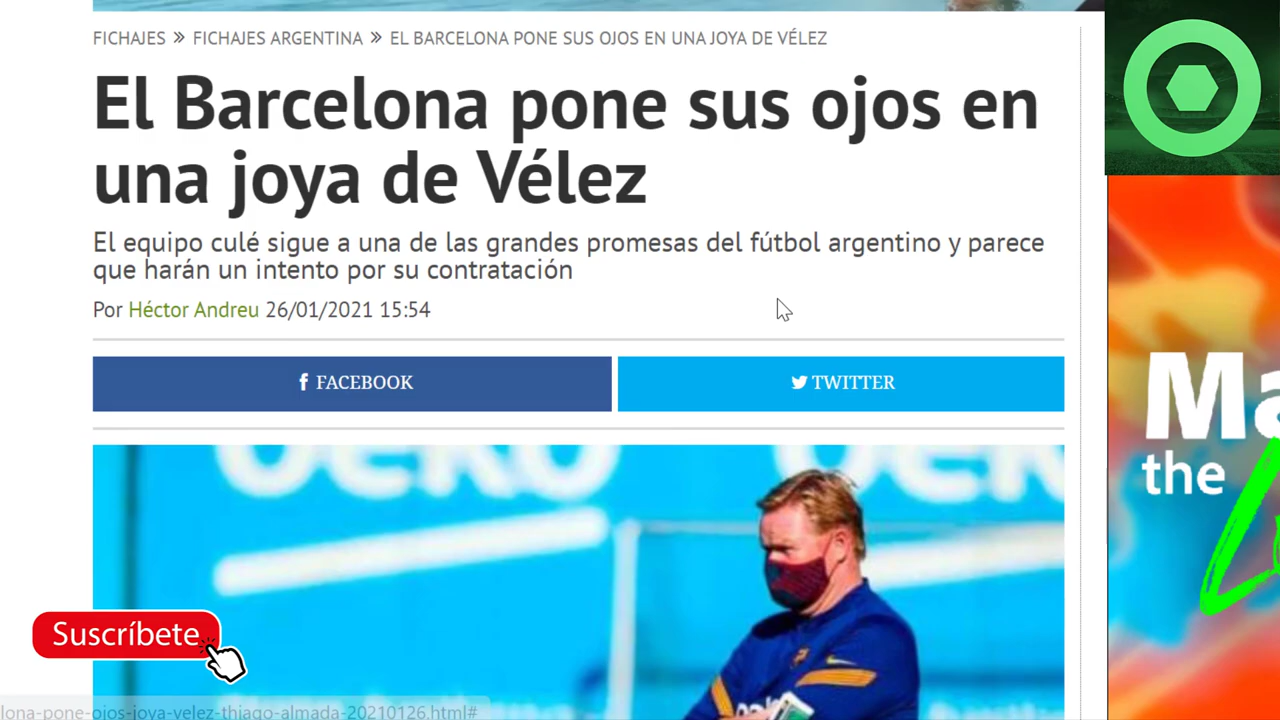 FICHAJES » FICHAJES ARGENTINA » EL BARCELONA PONE SUS OJOS EN UNA JOYA DE VÉLEZ
El Barcelona pone sus ojos en
una joya de Vélez
El equipo culé sigue a una de las grandes promesas del fútbol argentino y parece
que harán un intento por su contratación
Por Héctor Andreu 26/01/2021 15:54
FACEBOOK
TWITTER
Ma
the
Suscríbete
lona-pone-ojos-joya-velez-thiago-almada-20210126.html#